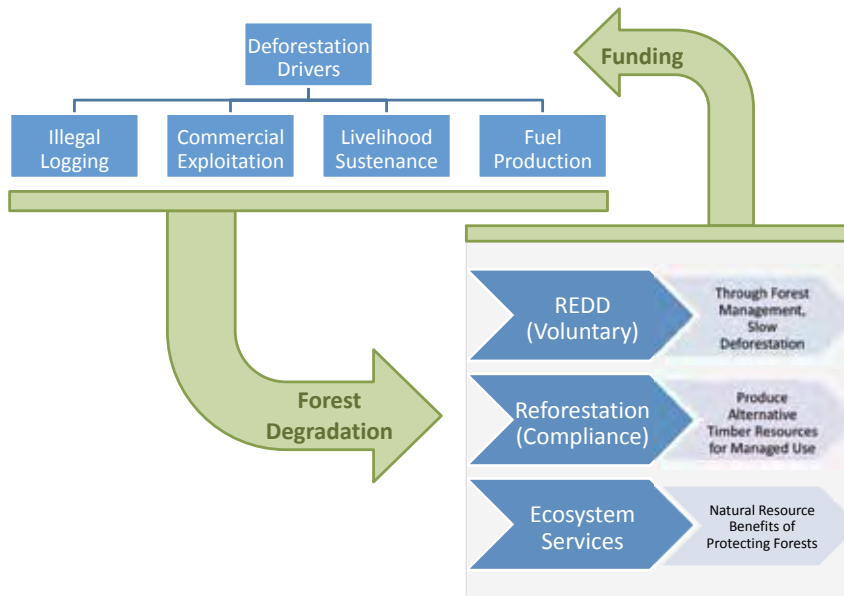 Deforestation
Drivers
Funding
Illegal
Logging
Commercial
Exploitation
Livelihood
Sustenance
Fuel
Production
REDD
(Voluntary)
Through Forest
Management,
Slow
Deforestation
Forest
Degradation
Reforestation
(Compliance)
Produce
Alternative
Timber Resources
for Managed Use
Ecosystem
Services
Natural Resource
Benefits of
Protecting Forests